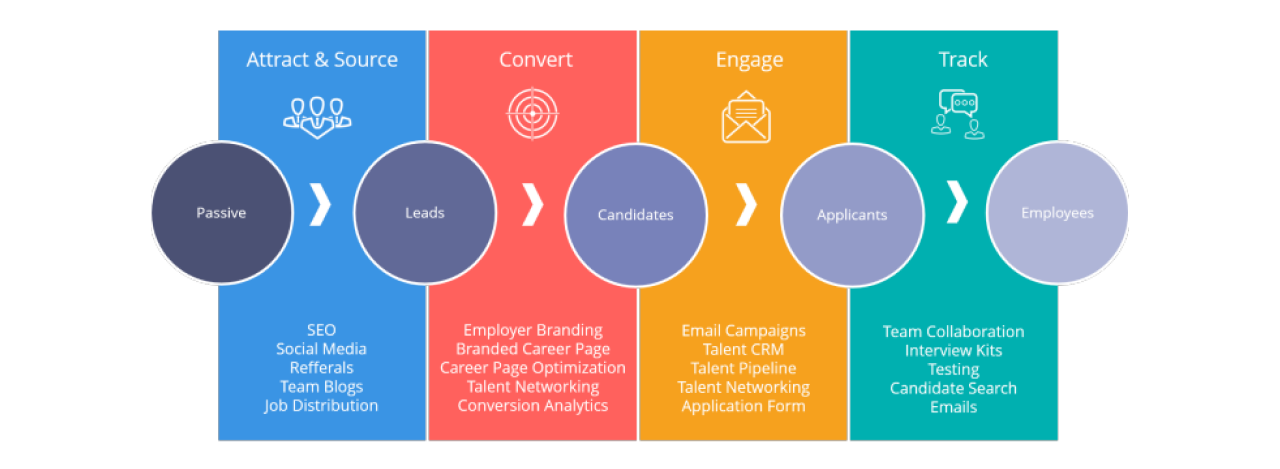 Attract & Source
Convert
Engage
Track
Passive
Leads
Candidates
Applicants
Employees
SEO
Social Media
Refferals
Team Blogs
Job Distribution
Employer Branding
Branded Career Page
Career Page Optimization
Talent Networking
Conversion Analytics
Email Campaigns
Talent CRM
Talent Pipeline
Talent Networking
Application Form
Team Collaboration
Interview Kits
Testing
Candidate Search
Emails